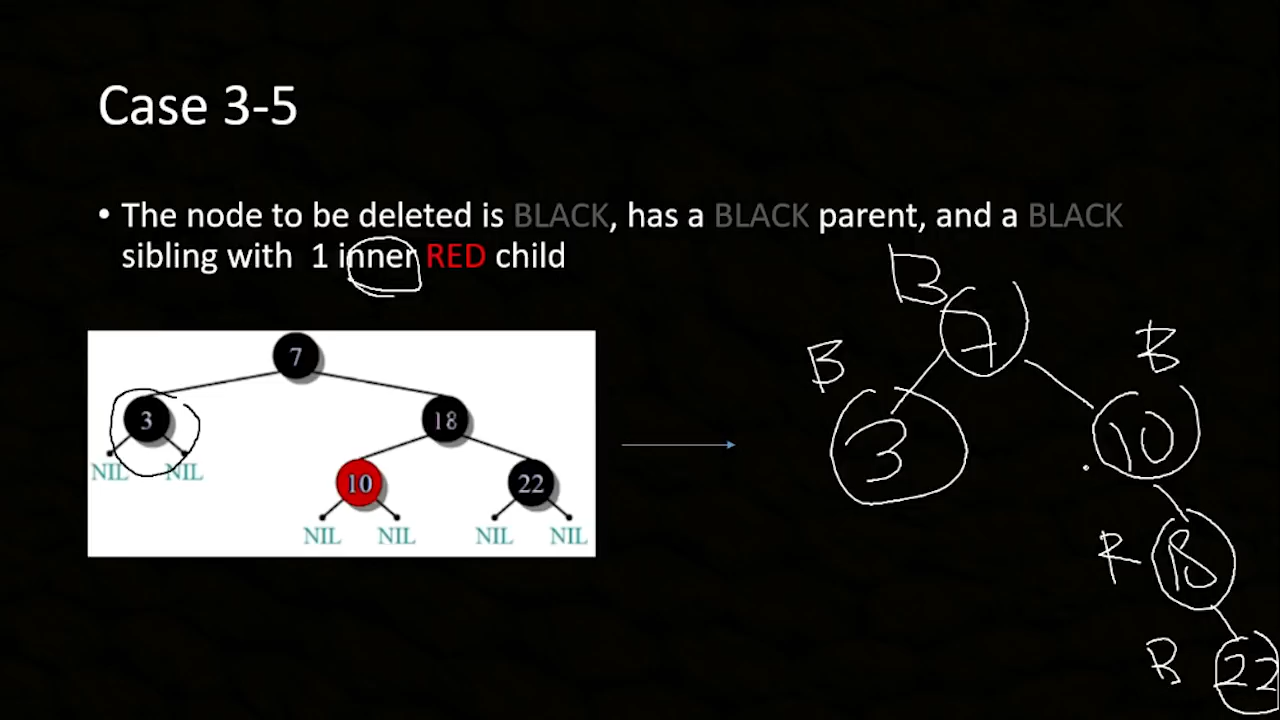 Case 3-5
• The node to be deleted is BLACK, has a BLACK parent, and a BLACK
sibling with 1 inner RED child
7
3 18
NIL NIL
10 22
NIL NIL NIL NIL
B
7
B B
3 10
R 18
B 22